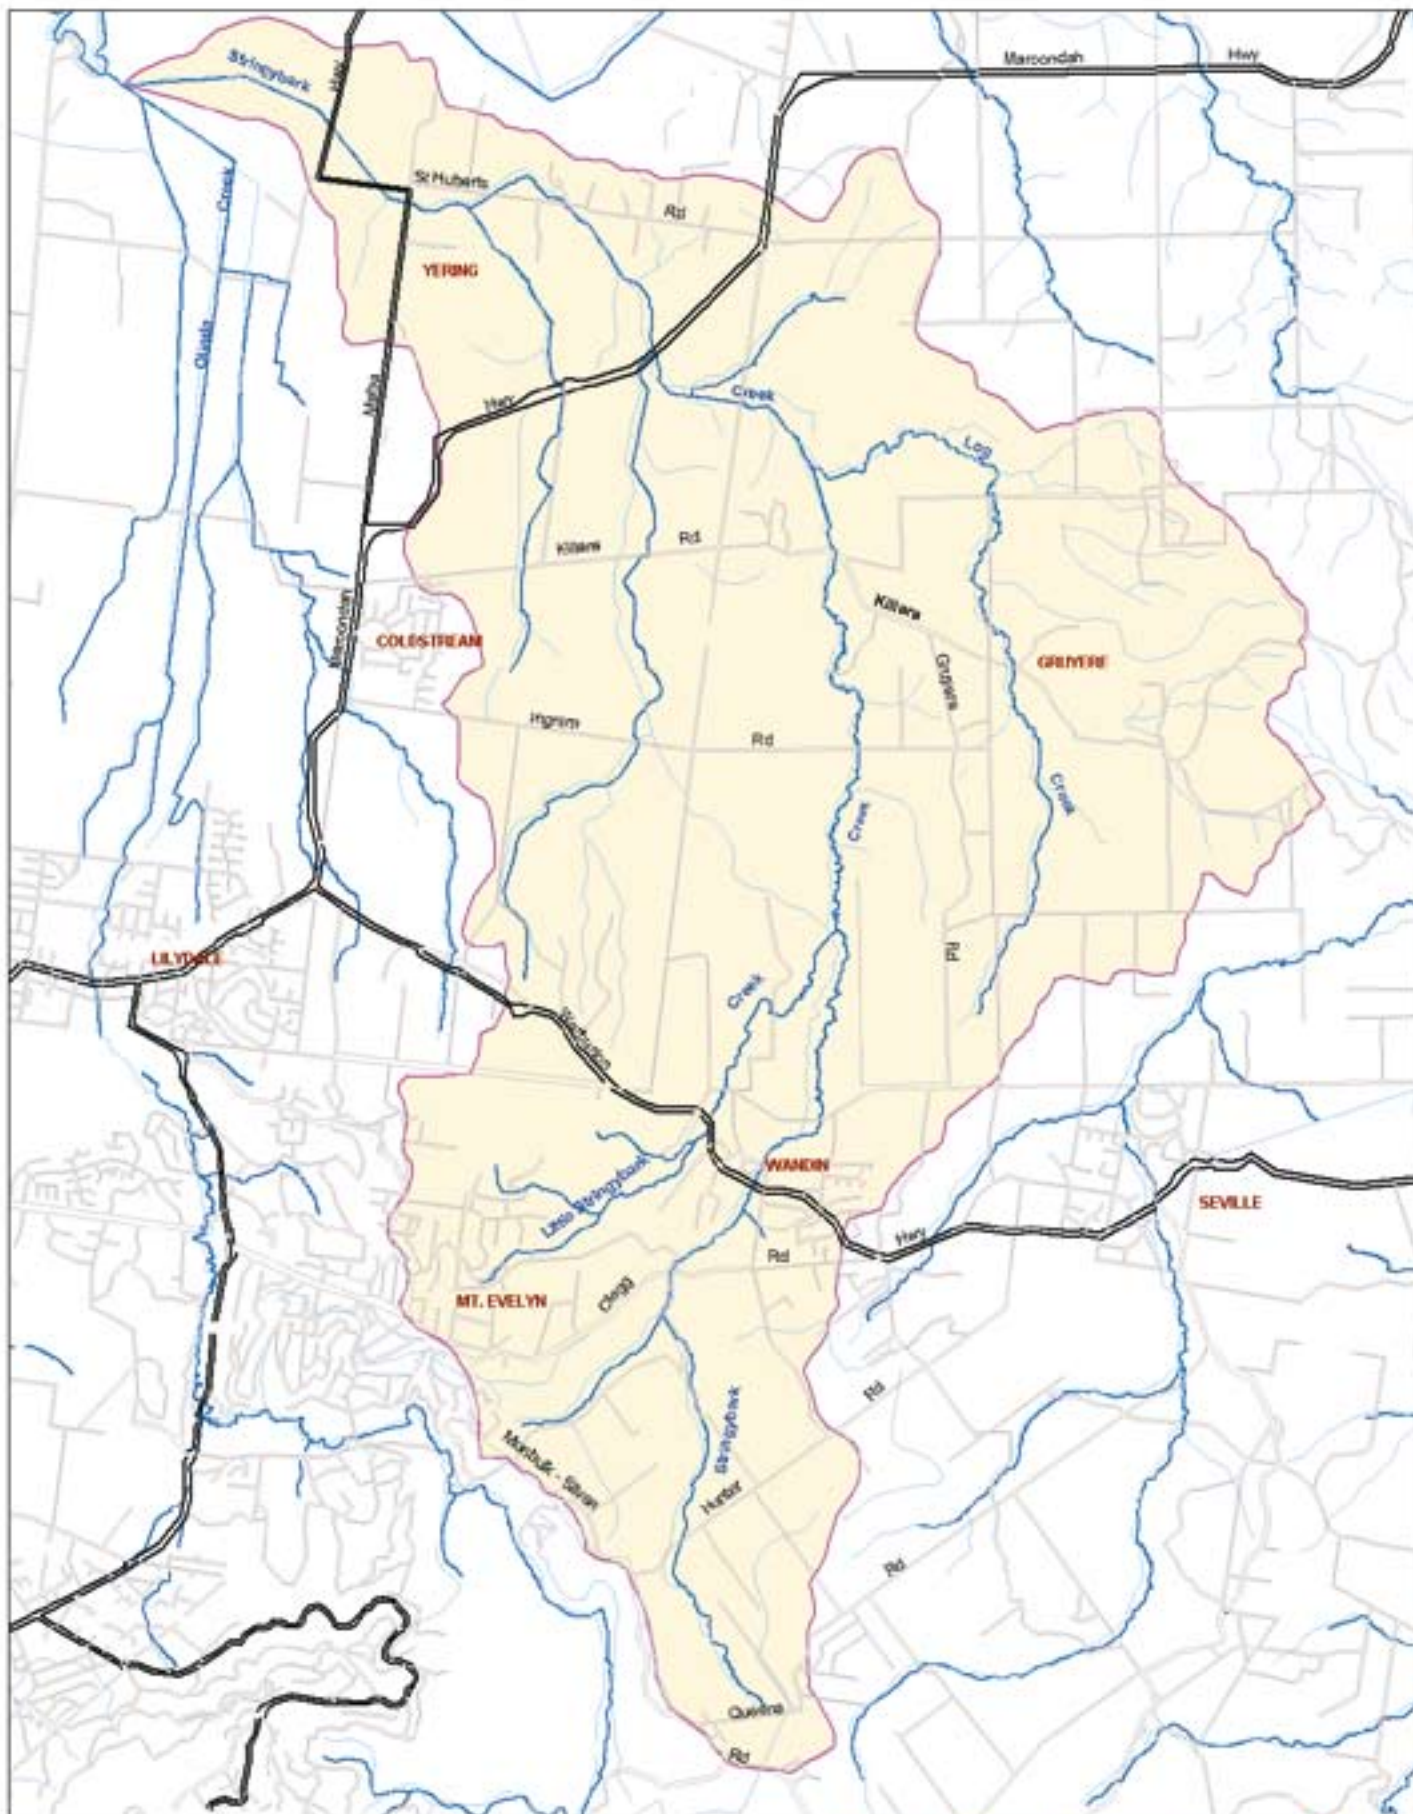 Maroondah
Hwy
Stringybark
Hwy
Creek
St Huberts
Rd
YERING
Olinda
Melba
Creek
Hwy
Log
Killara
Rd
Maroondah
Killara
COLDSTREAM
GRUYERE
Gruyere
Ingram
Rd
Creek
Creek
LILYDALE
Rd
Creek
Warburton
WANDIN
Little Stringybark
SEVILLE
Hwy
Rd
Clegg
MT. EVELYN
Rd
Stringybark
Monbulk - Silvan
Hunter
Rd
Queens
Rd